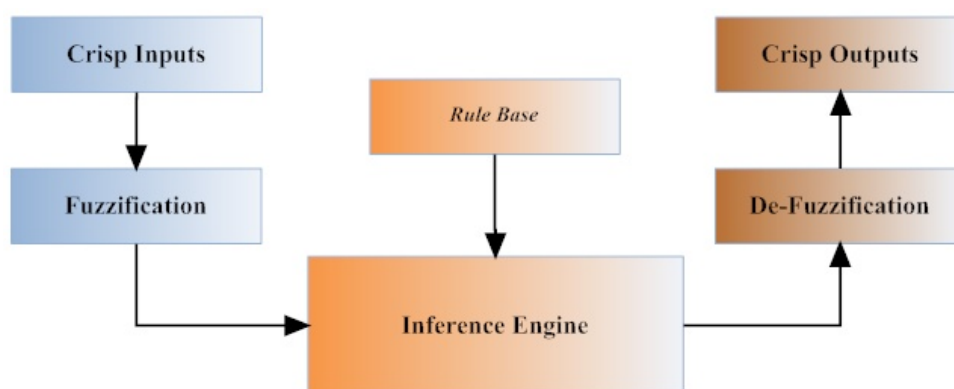 Crisp Inputs
Crisp Outputs
Rule Base
Fuzzification
De-Fuzzification
Inference Engine